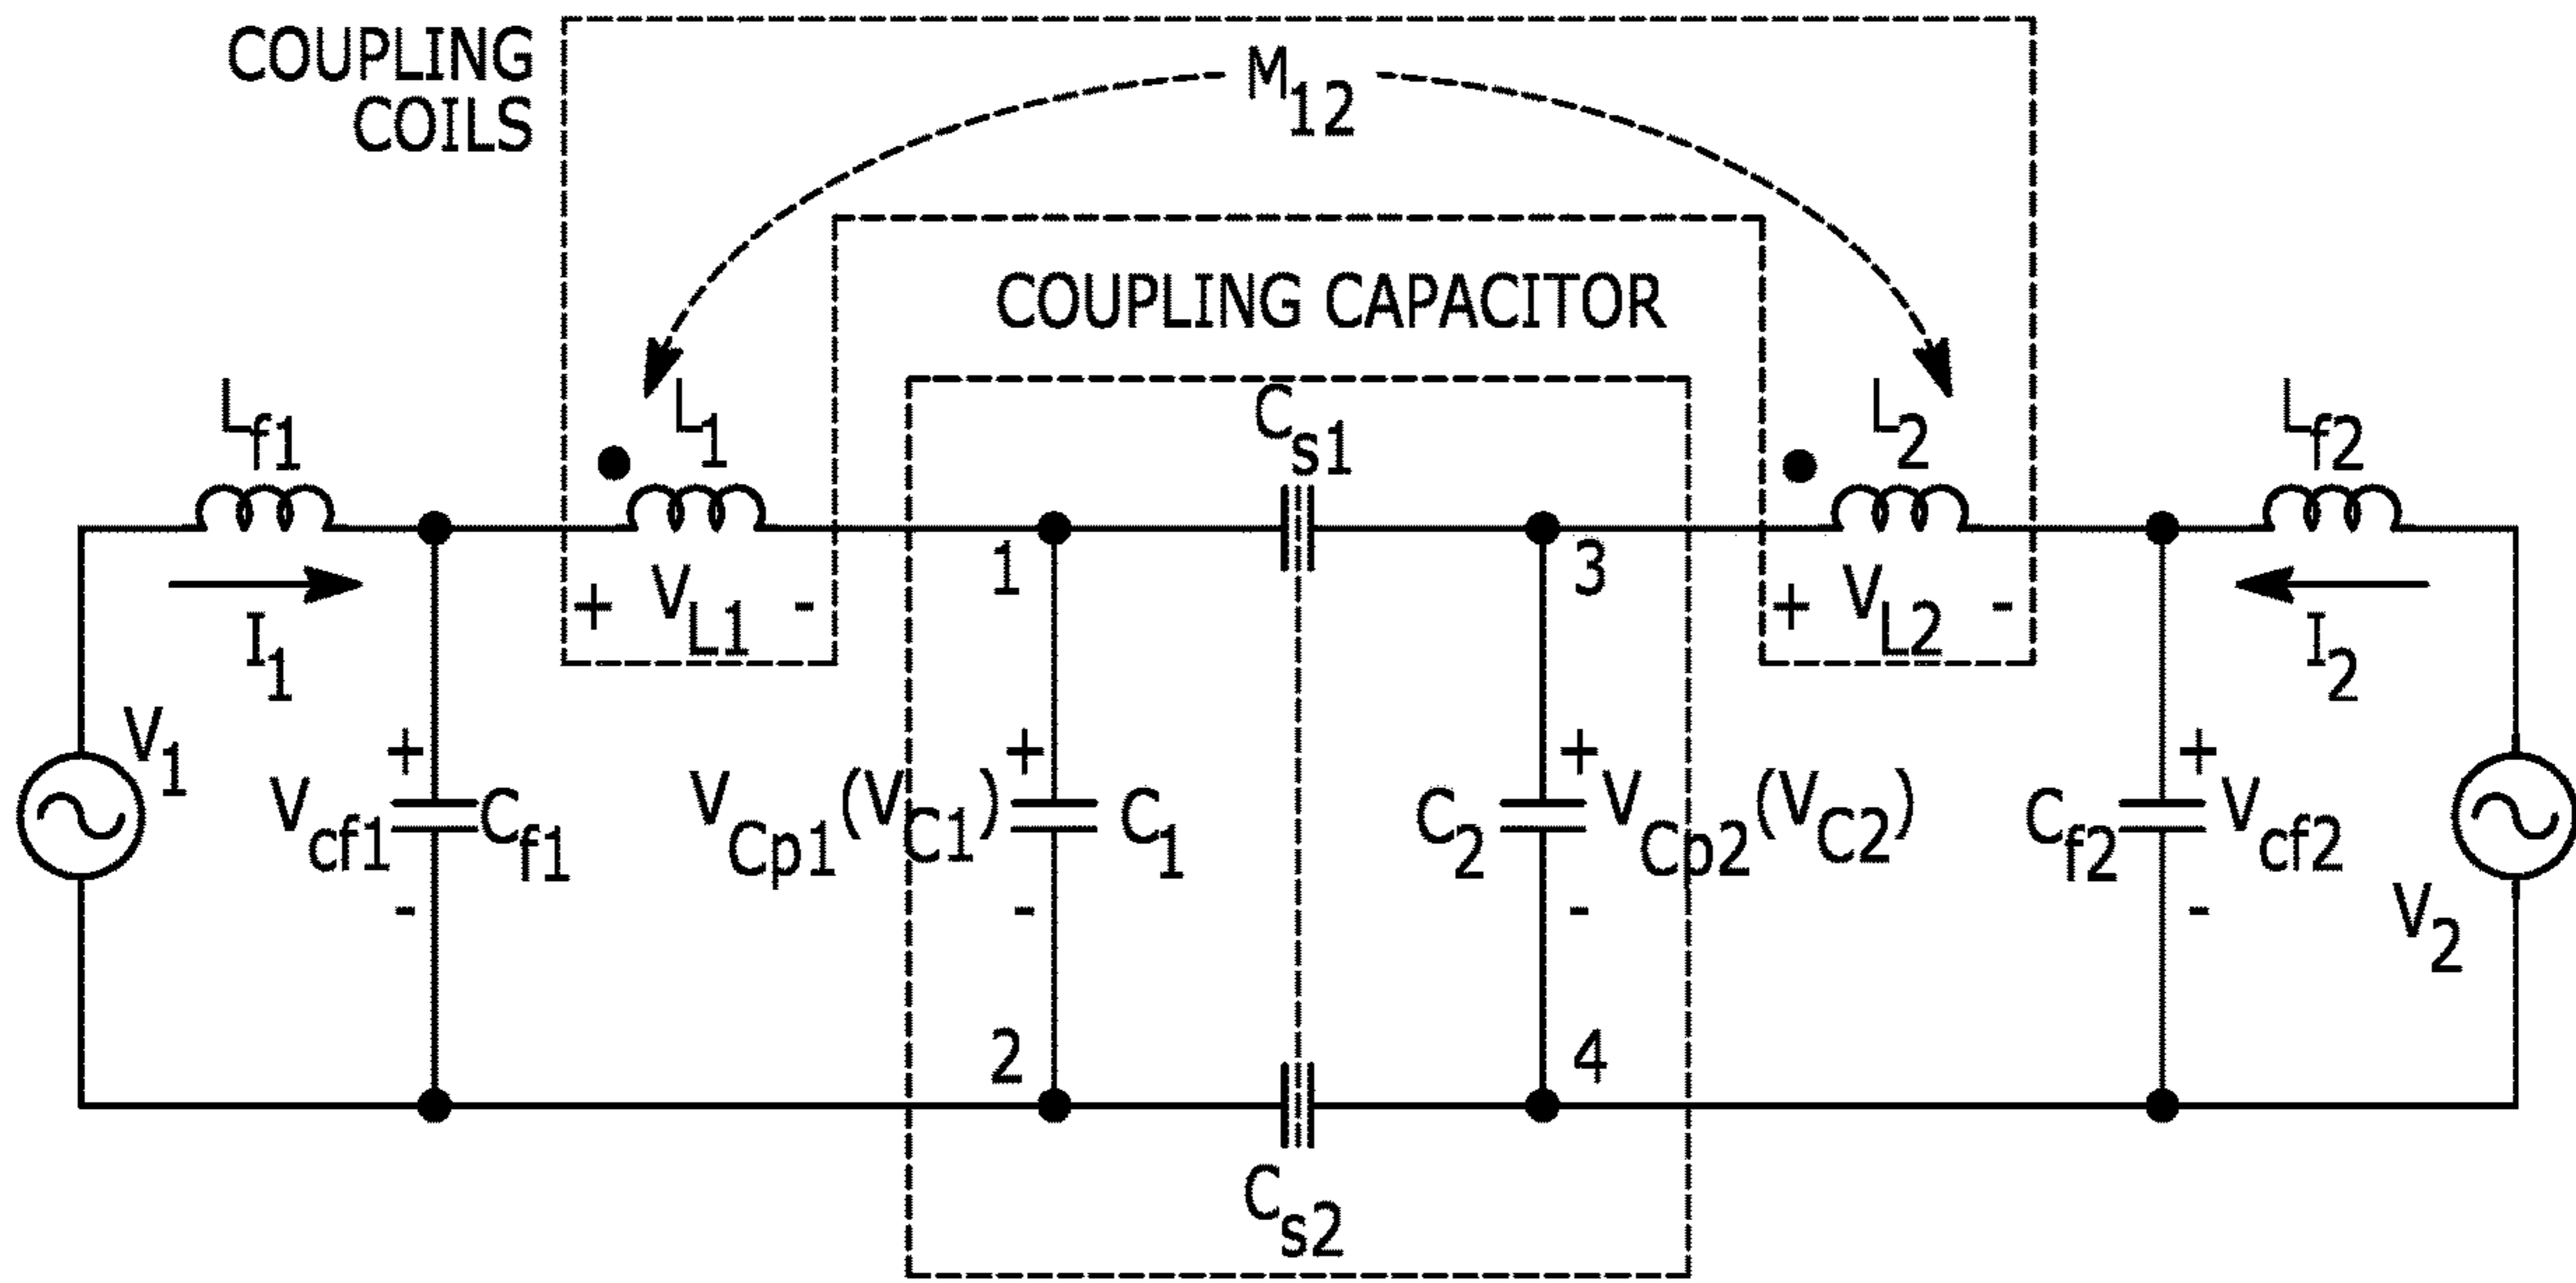 COUPLING
COILS
M12
COUPLING CAPACITOR
Lf1
L1
Cs1
L2
Lf2
1
3
+ VL1 -
+ VL2 -
I1
I2
V1
+
+
+
+
Vcf1
Cf1
VCp1(VC1)
C1
C2
VCp2(VC2)
Cf2
Vcf2
-
-
-
-
V2
2
4
Cs2